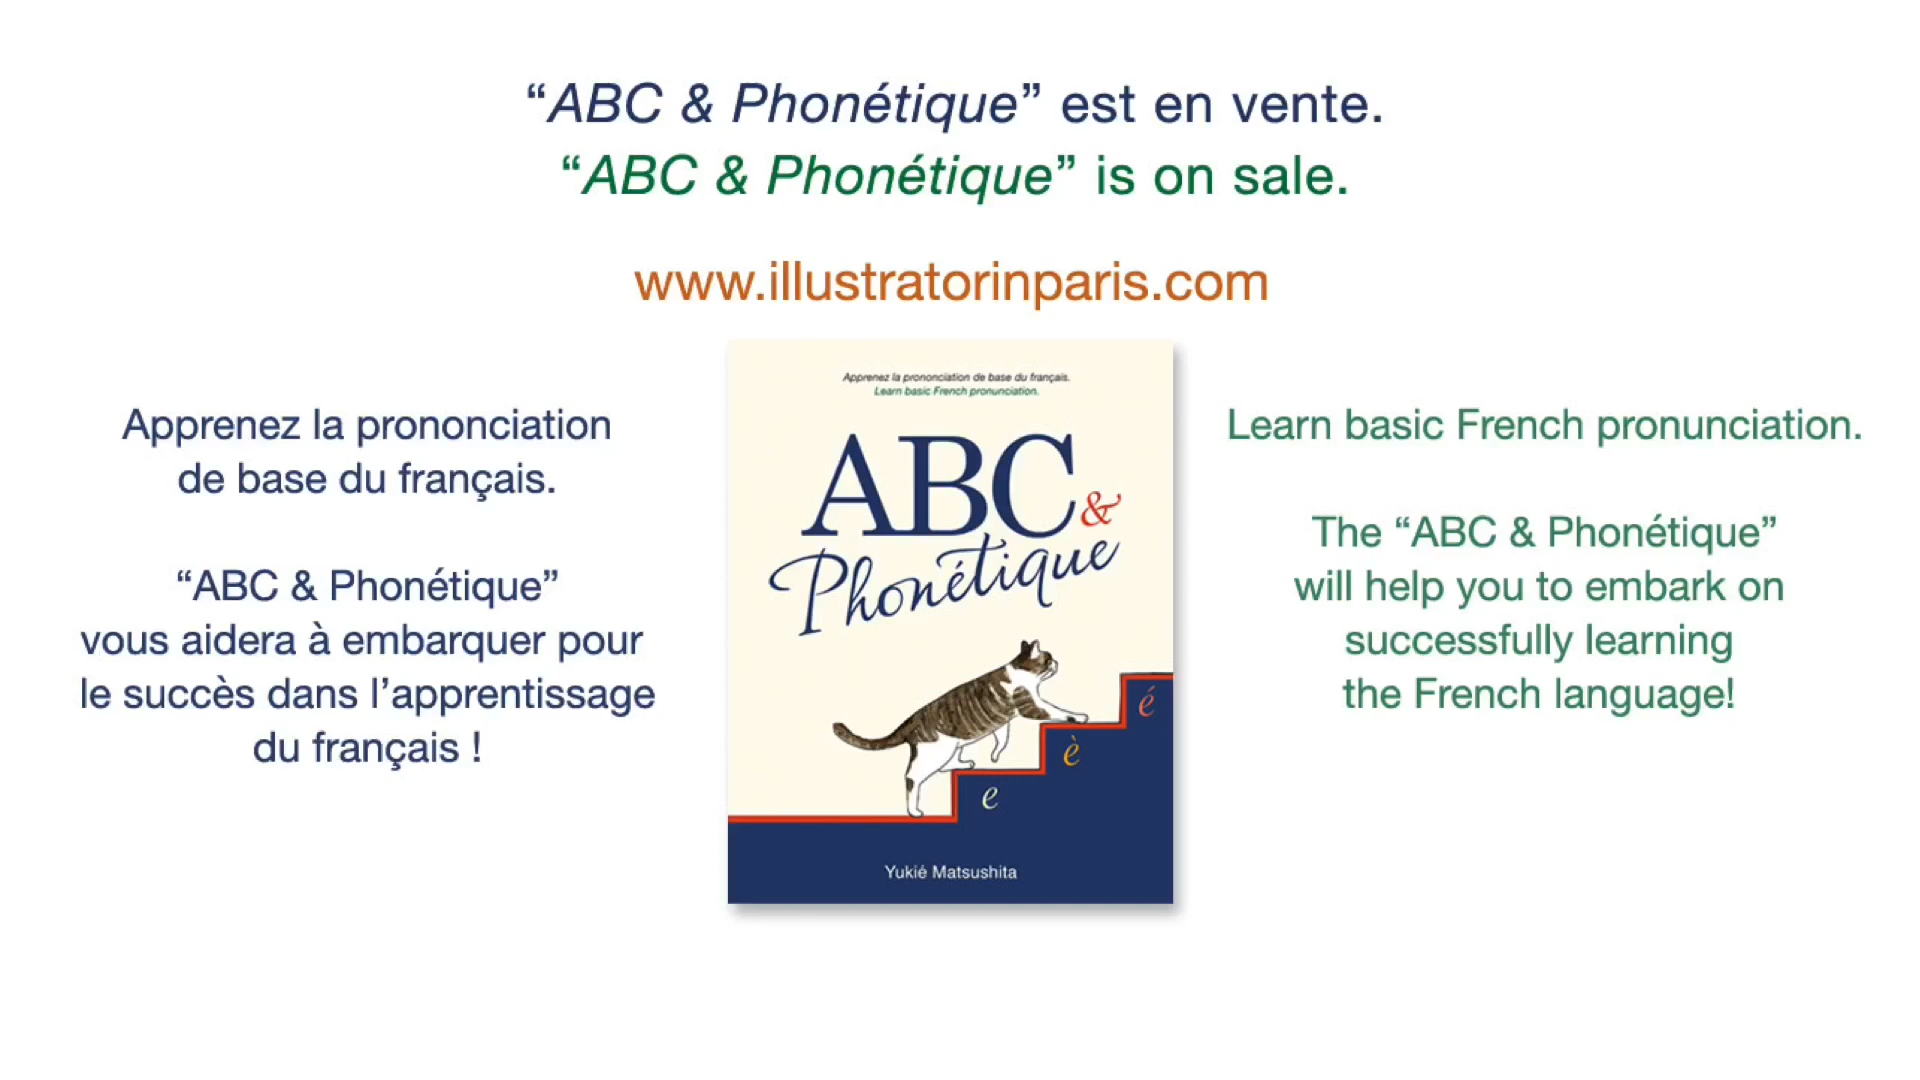 “ABC & Phonétique” est en vente.
“ABC & Phonétique” is on sale.
www.illustratorinparis.com
Apprenez la prononciation
de base du français.
“ABC & Phonétique”
vous aidera à embarquer pour
le succès dans l’apprentissage
du français !
Apprenez la prononciation de base du français.
Learn basic French pronunciation.
ABC &
Phonétique
é
è
e
Yukié Matsushita
Learn basic French pronunciation.
The “ABC & Phonétique”
will help you to embark on
successfully learning
the French language!